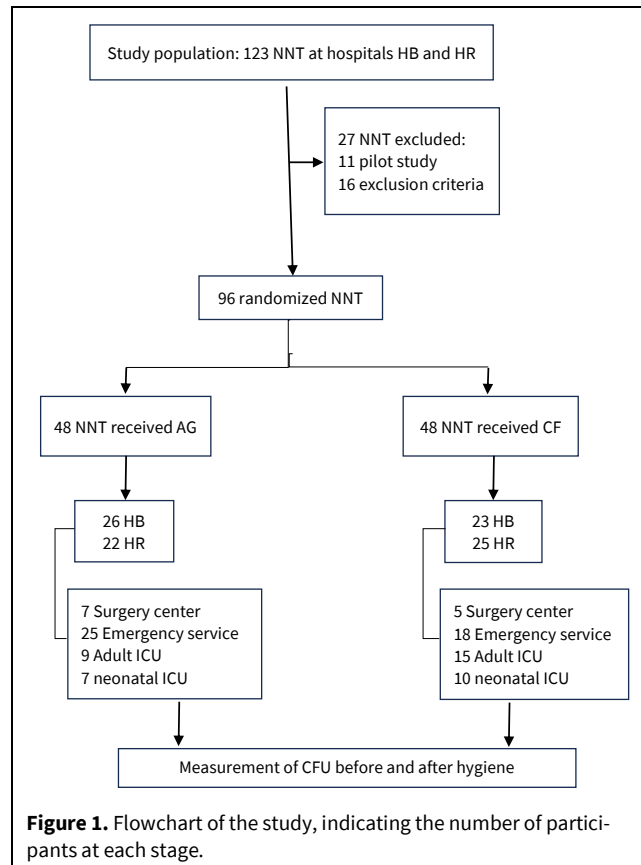 Study population: 123 NNT at hospitals HB and HR
27 NNT excluded:
11 pilot study
16 exclusion criteria
96 randomized NNT
48 NNT received AG
48 NNT received CF
26 HB
22 HR
23 HB
25 HR
7 Surgery center
25 Emergency service
9 Adult ICU
7 neonatal ICU
5 Surgery center
18 Emergency service
15 Adult ICU
10 neonatal ICU
Measurement of CFU before and after hygiene
Figure 1. Flowchart of the study, indicating the number of partici-
pants at each stage.